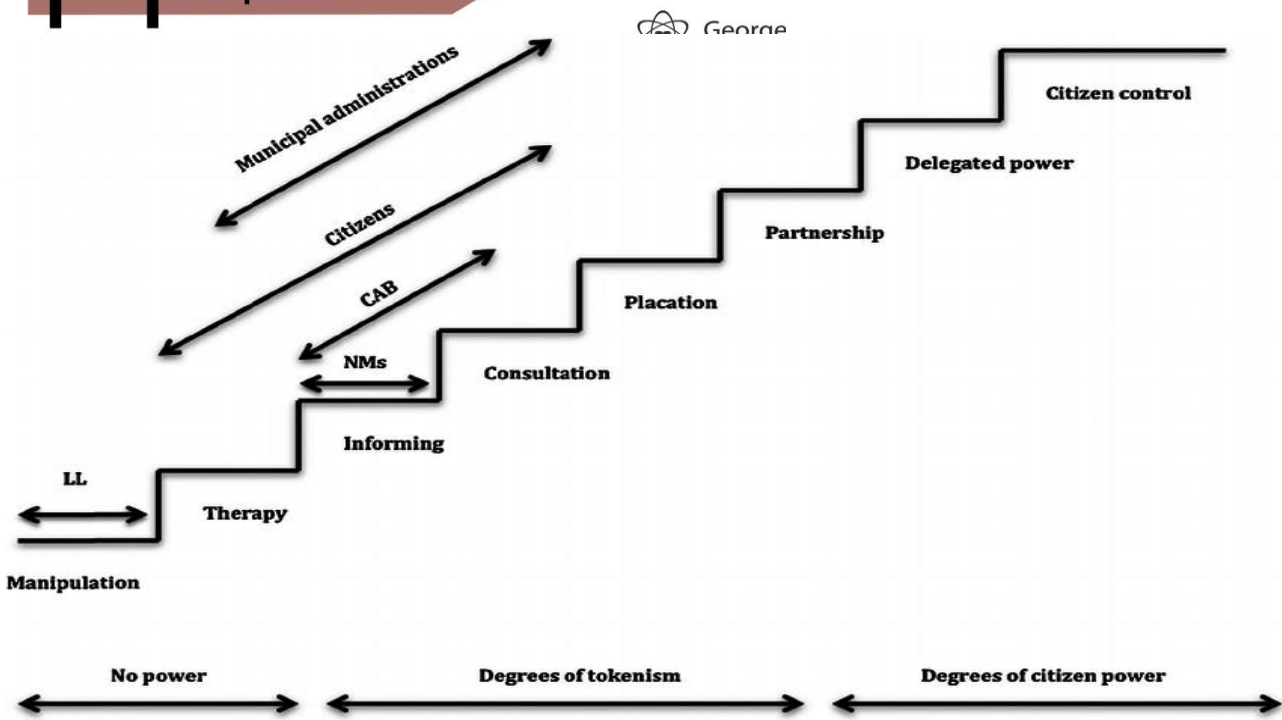 George
Municipal administrations
Citizen control
Delegated power
Citizens
Partnership
CAB
Placation
NMs
Consultation
Informing
LL
Therapy
Manipulation
No power
Degrees of tokenism
Degrees of citizen power